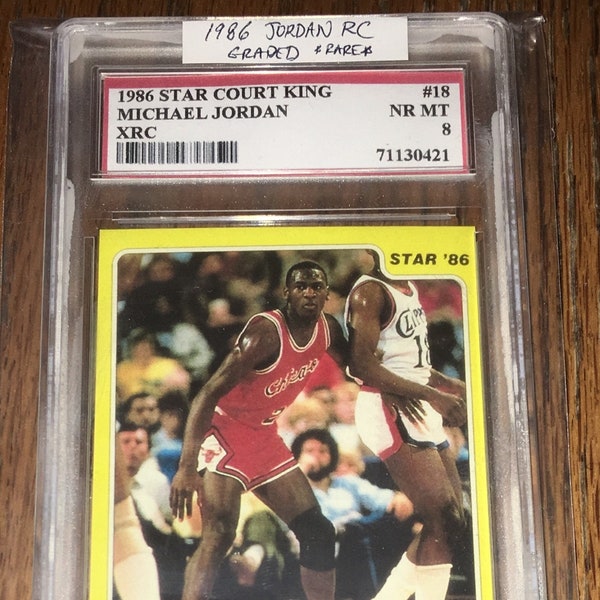 1986 JORDAN RC
GRADED *RARE*
1986 STAR COURT KING #18
MICHAEL JORDAN NR MT
XRC 8
71130421
STAR '86
Chicago